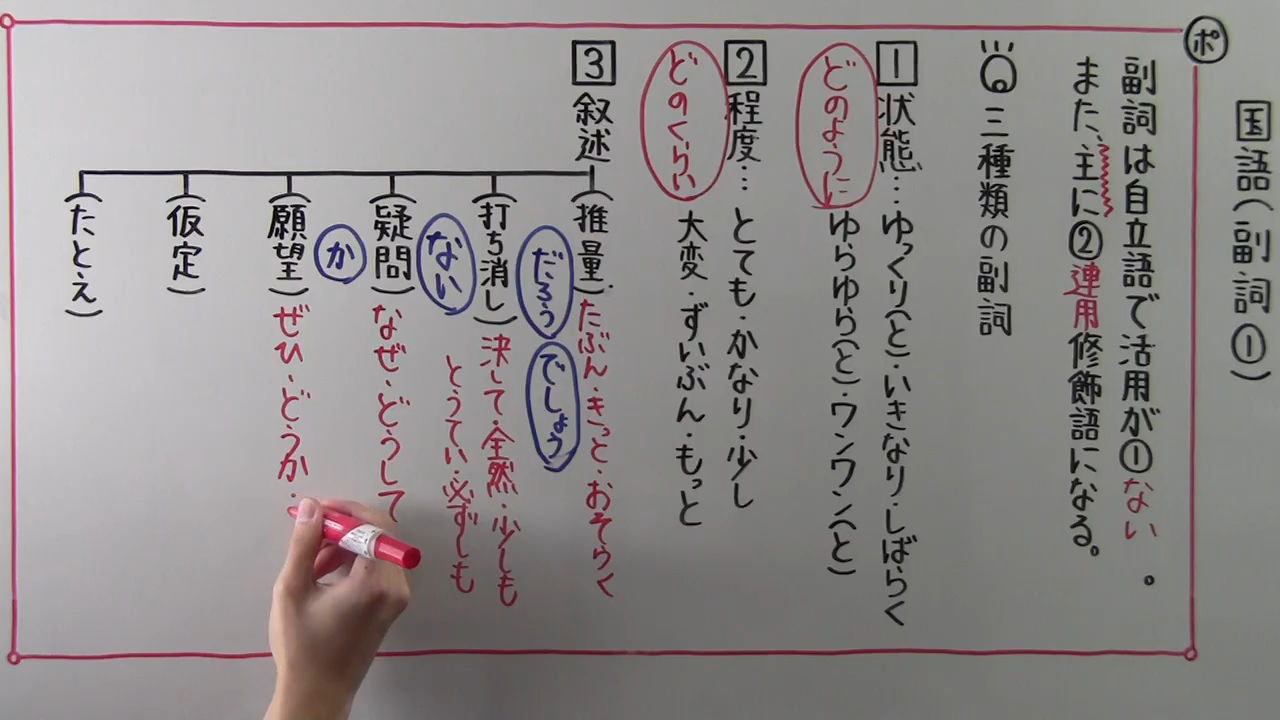 国語(副詞①)
ポ
副詞は自立語で活用が①ない。
また、主に②連用修飾語になる。
三種類の副詞
1 状態…ゆっくり(と)・いきなり・しばらく
どのように
ゆらゆら(と)・ワンワン(と)
2 程度…とても・かなり・少し
どのくらい
大変・ずいぶん・もっと
3 叙述
(推量)たぶん・きっと・おそらく
だろう でしょう
(打ち消し)決して・全然・少しも
とうてい・必ずしも
ない
(疑問)なぜ・どうして
か
(願望)ぜひ・どうか・
(仮定)
(たとえ)